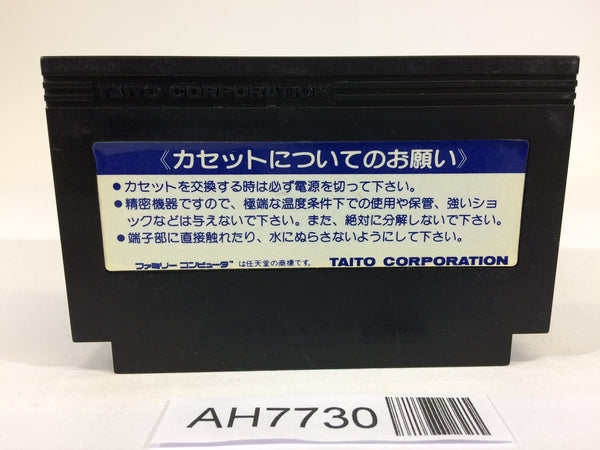 TAITO CORPORATION
《カセットについてのお願い》
●カセットを交換する時は必ず電源を切って下さい。
●精密機器ですので、極端な温度条件下での使用や保管、強いショ
ックなどは与えないで下さい。また、絶対に分解しないで下さい。
●端子部に直接触れたり、水にぬらさないようにして下さい。
ファミリーコンピュータ™は任天堂の商標です。 TAITO CORPORATION
AH7730